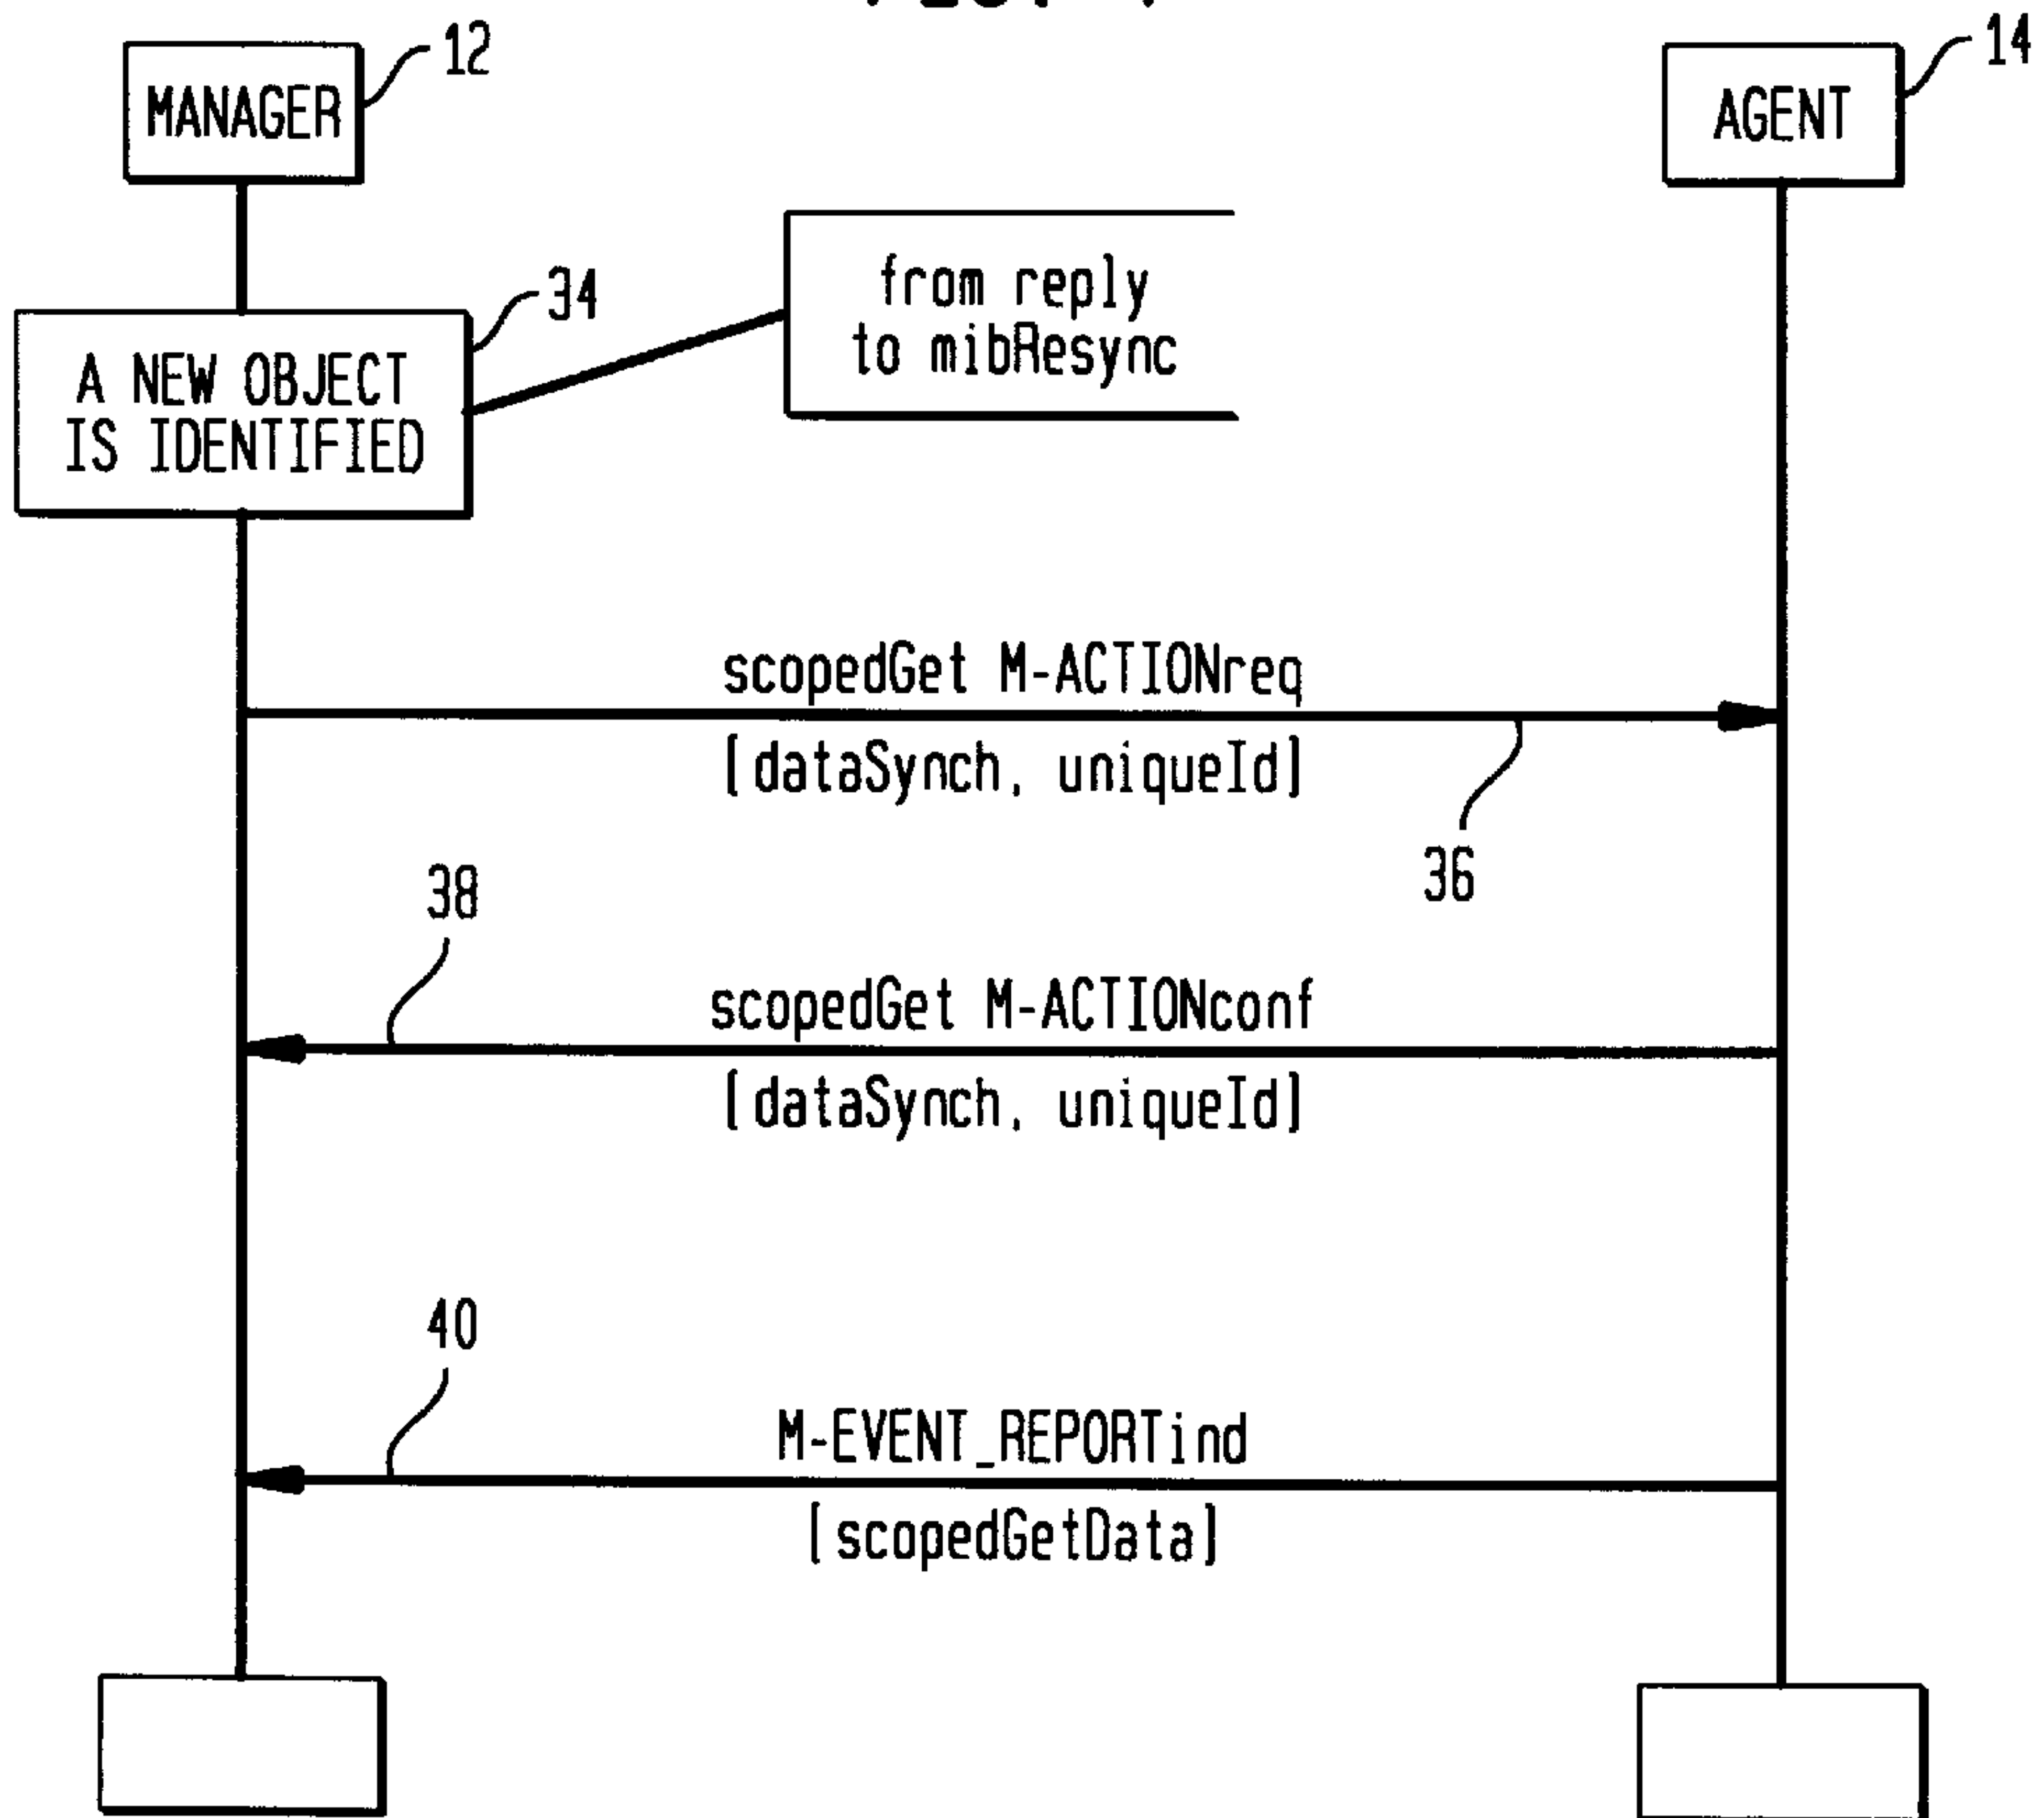 12
14
MANAGER
AGENT
34
from reply
to mibResync
A NEW OBJECT
IS IDENTIFIED
scopedGet M-ACTIONreq
[dataSynch, uniqueId]
36
38
scopedGet M-ACTIONconf
[dataSynch, uniqueId]
40
M-EVENT_REPORTind
[scopedGetData]